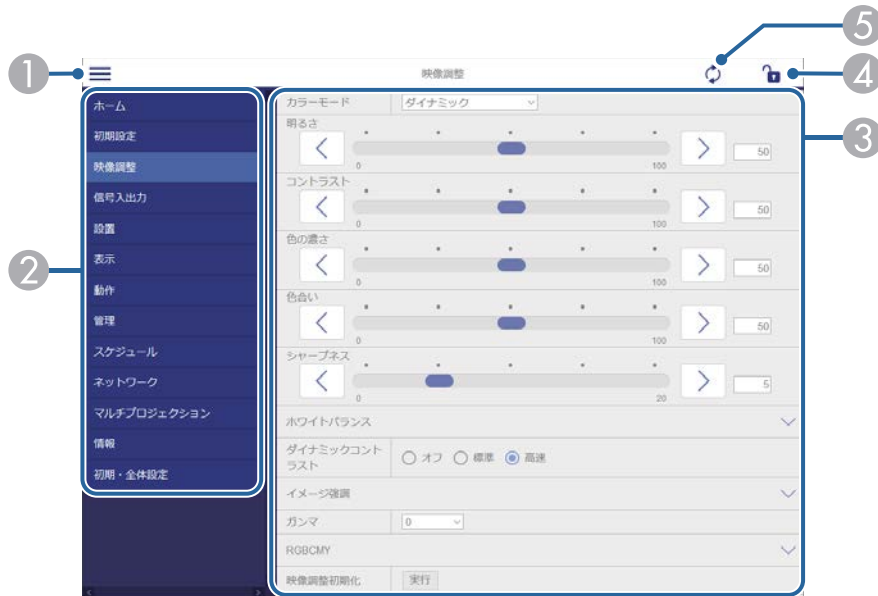 5
1
映像調整
4
ホーム
初期設定
映像調整
信号入出力
設置
表示
動作
管理
スケジュール
ネットワーク
マルチプロジェクション
情報
初期・全体設定
2
3
カラーモード ダイナミック
明るさ
0 100 50
コントラスト
0 100 50
色の濃さ
0 100 50
色合い
0 100 50
シャープネス
0 20 5
ホワイトバランス
ダイナミックコント
ラスト
オフ 標準 高速
イメージ強調
ガンマ 0
RGBCMY
映像調整初期化 実行